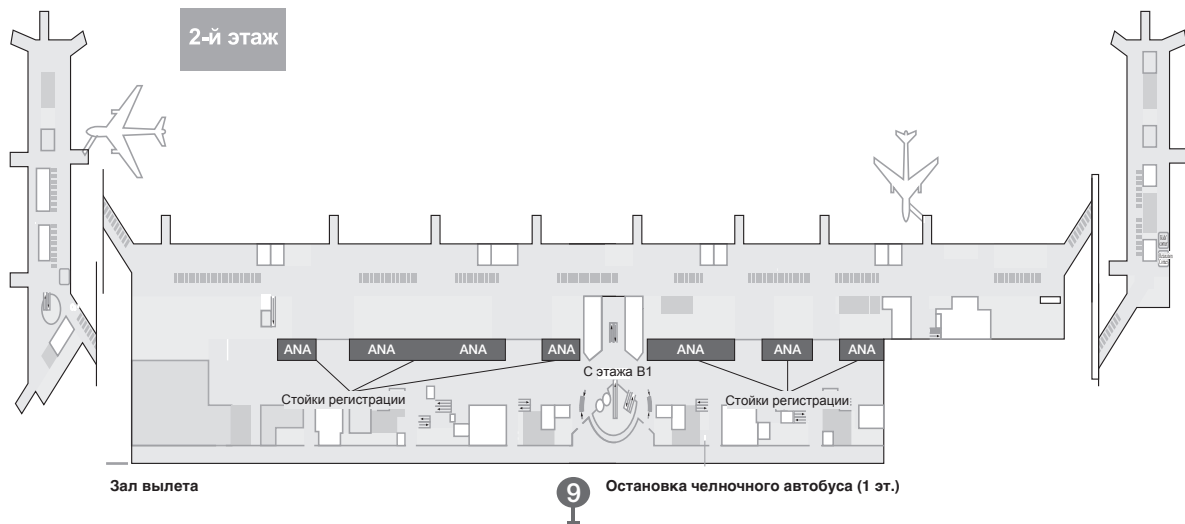 2-й этаж
ANA
ANA
ANA
ANA
ANA
ANA
ANA
С этажа B1
Стойки регистрации
Стойки регистрации
Зал вылета
9
Остановка челночного автобуса (1 эт.)